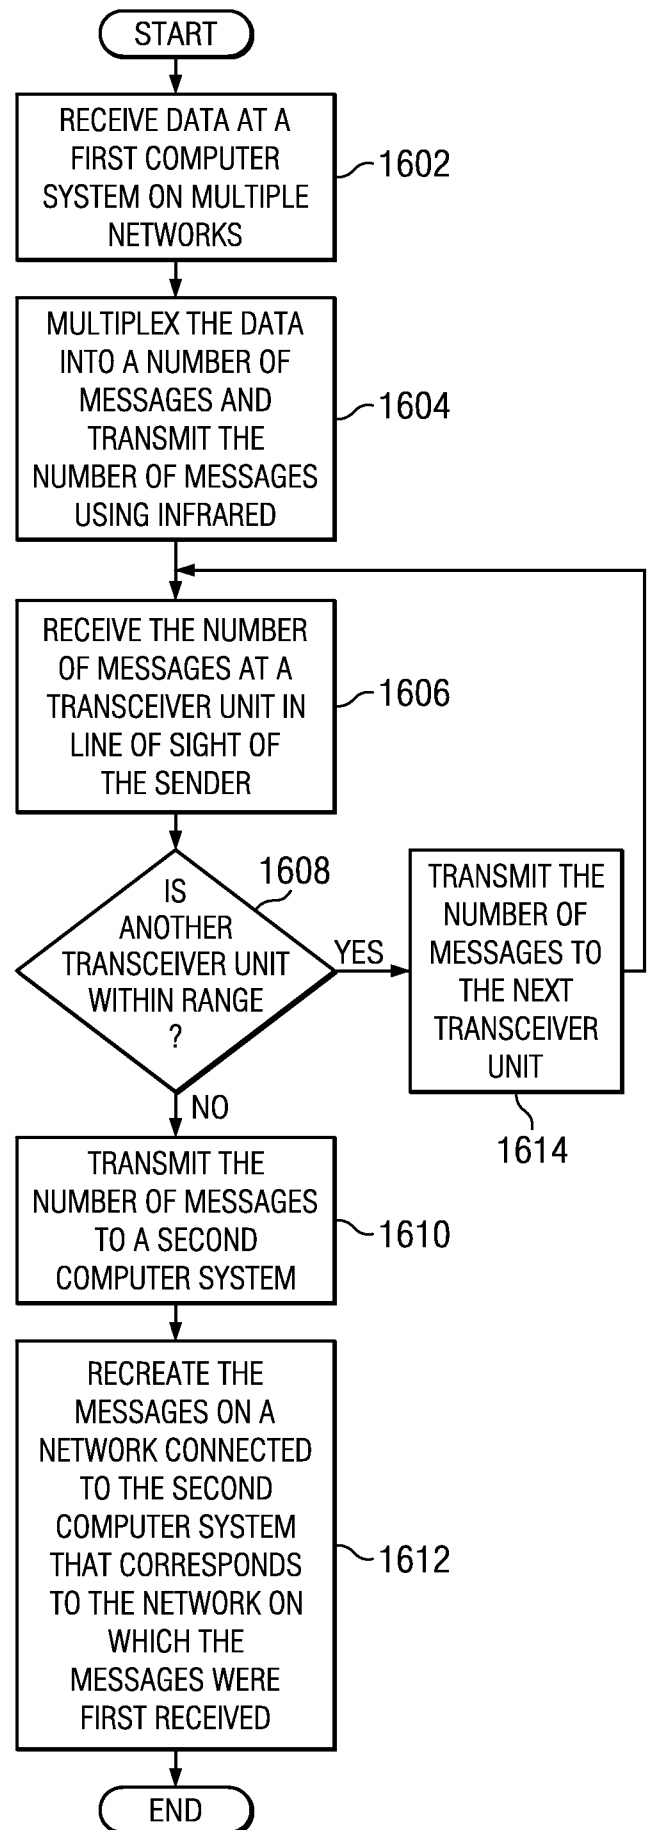 START
RECEIVE DATA AT A
FIRST COMPUTER
SYSTEM ON MULTIPLE
NETWORKS
1602
MULTIPLEX THE DATA
INTO A NUMBER OF
MESSAGES AND
TRANSMIT THE
NUMBER OF MESSAGES
USING INFRARED
1604
RECEIVE THE NUMBER
OF MESSAGES AT A
TRANSCEIVER UNIT IN
LINE OF SIGHT OF
THE SENDER
1606
IS
ANOTHER
TRANSCEIVER UNIT
WITHIN RANGE
?
1608
YES
TRANSMIT THE
NUMBER OF
MESSAGES TO
THE NEXT
TRANSCEIVER
UNIT
1614
NO
TRANSMIT THE
NUMBER OF MESSAGES
TO A SECOND
COMPUTER SYSTEM
1610
RECREATE THE
MESSAGES ON A
NETWORK CONNECTED
TO THE SECOND
COMPUTER SYSTEM
THAT CORRESPONDS
TO THE NETWORK ON
WHICH THE
MESSAGES WERE
FIRST RECEIVED
1612
END